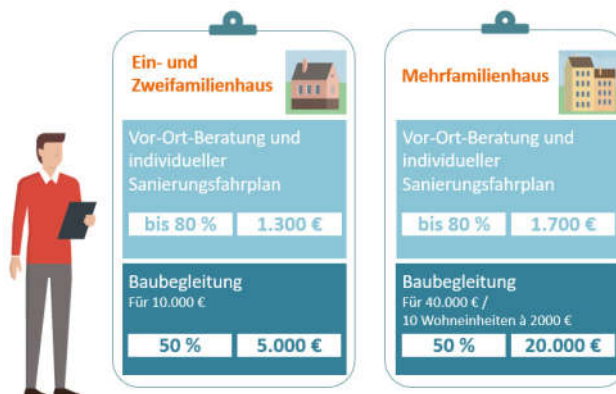 Ein- und
Zweifamilienhaus
Vor-Ort-Beratung und
individueller
Sanierungsfahrplan
bis 80 %
1.300 €
Baubegleitung
Für 10.000 €
50 %
5.000 €
Mehrfamilienhaus
Vor-Ort-Beratung und
individueller
Sanierungsfahrplan
bis 80 %
1.700 €
Baubegleitung
Für 40.000 € /
10 Wohneinheiten à 2000 €
50 %
20.000 €